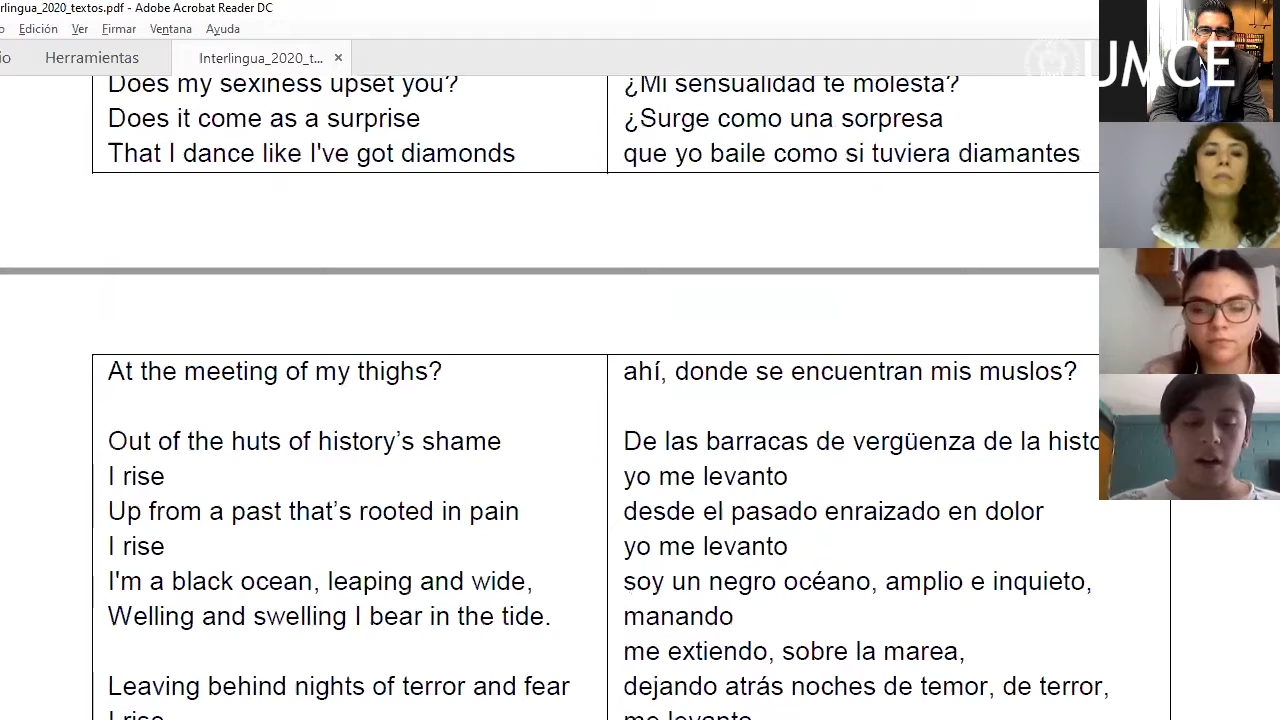 rlingua_2020_textos.pdf - Adobe Acrobat Reader DC
Edición Ver Firmar Ventana Ayuda
Herramientas Interlingua_2020_t... ×
UMCE
Does my sexiness upset you?
Does it come as a surprise
That I dance like I've got diamonds
¿Mi sensualidad te molesta?
¿Surge como una sorpresa
que yo baile como si tuviera diamantes
At the meeting of my thighs?
Out of the huts of history’s shame
I rise
Up from a past that’s rooted in pain
I rise
I'm a black ocean, leaping and wide,
Welling and swelling I bear in the tide.
Leaving behind nights of terror and fear
I rise
ahí, donde se encuentran mis muslos?
De las barracas de vergüenza de la histo
yo me levanto
desde el pasado enraizado en dolor
yo me levanto
soy un negro océano, amplio e inquieto,
manando
me extiendo, sobre la marea,
dejando atrás noches de temor, de terror,
me levanto